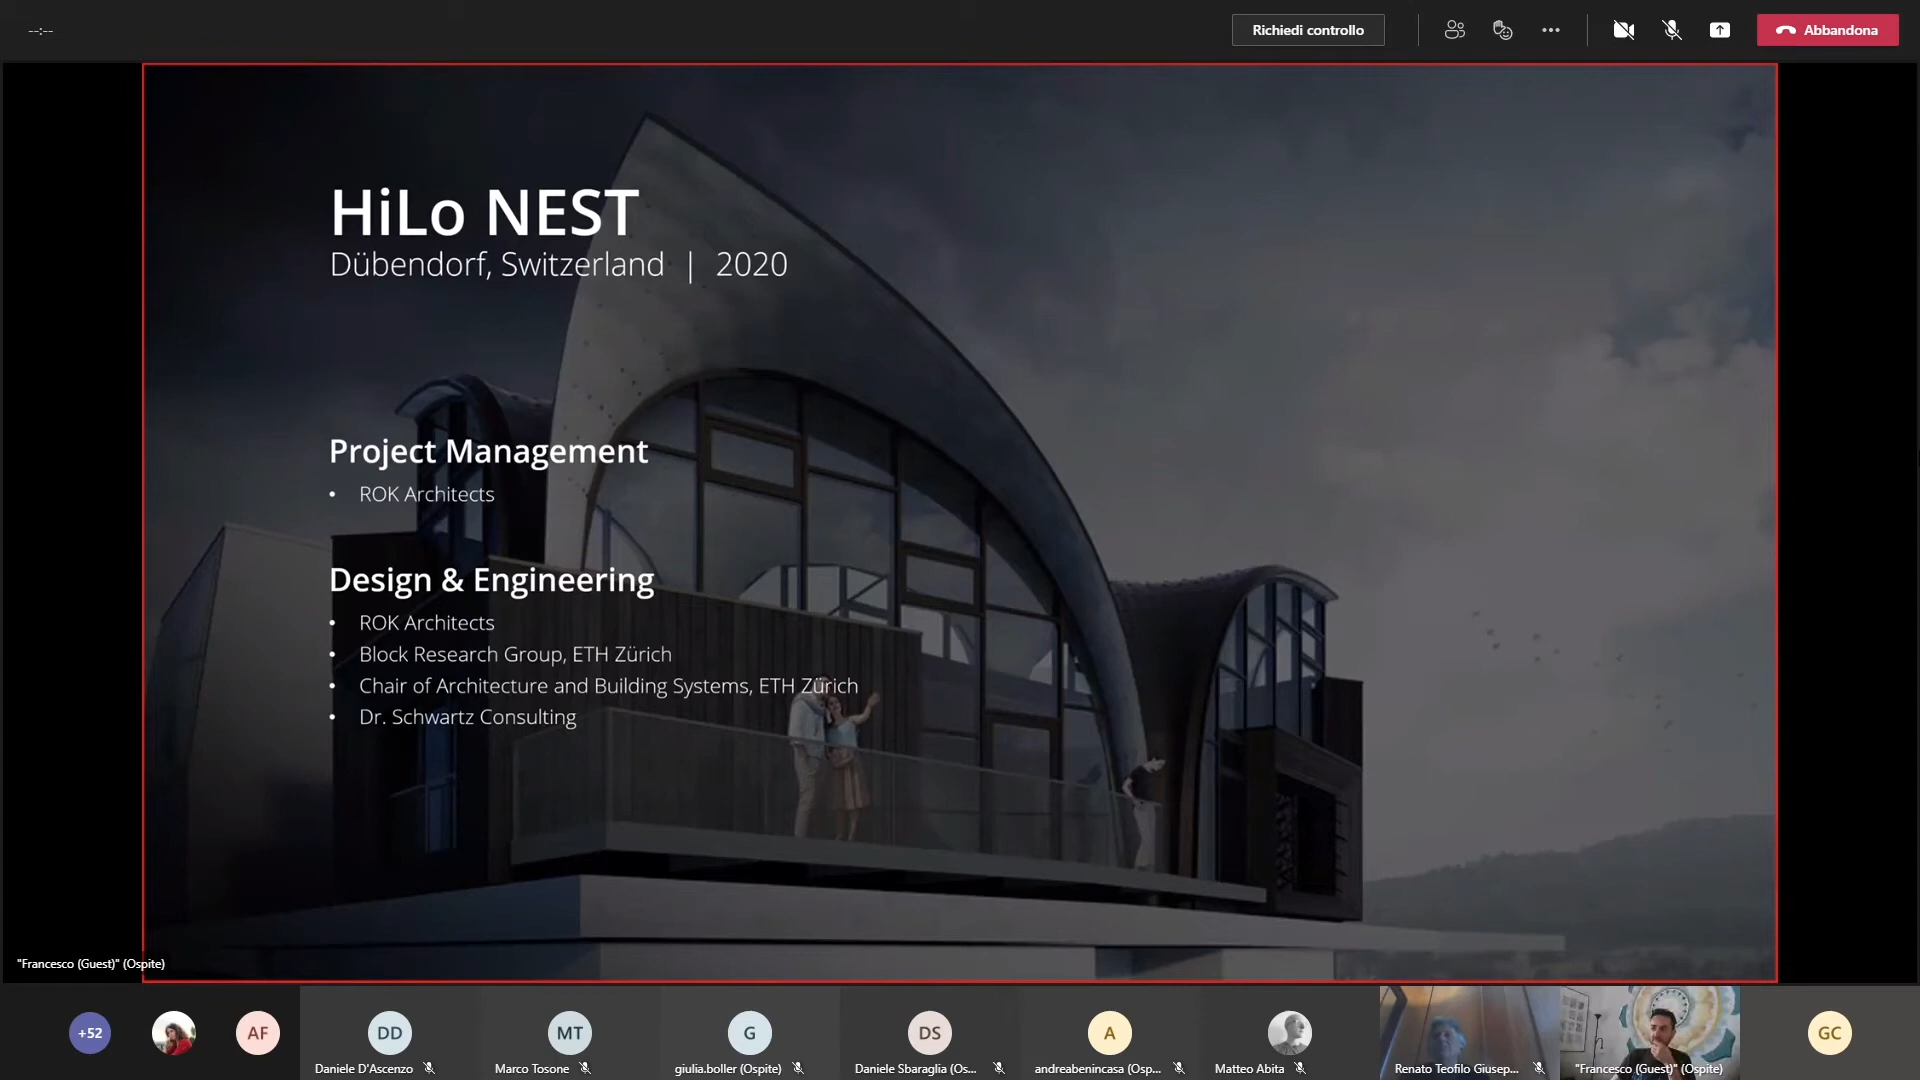 --:--
Richiedi controllo
Abbandona
HiLo NEST
Dübendorf, Switzerland | 2020
Project Management
• ROK Architects
Design & Engineering
• ROK Architects
• Block Research Group, ETH Zürich
• Chair of Architecture and Building Systems, ETH Zürich
• Dr. Schwartz Consulting
"Francesco (Guest)" (Ospite)
+52
AF
DD
MT
G
DS
A
GC
Daniele D'Ascenzo
Marco Tosone
giulia.boller (Ospite)
Daniele Sbaraglia (Os...
andreabenincasa (Osp...
Matteo Abita
Renato Teofilo Giusep...
"Francesco (Guest)" (Ospite)